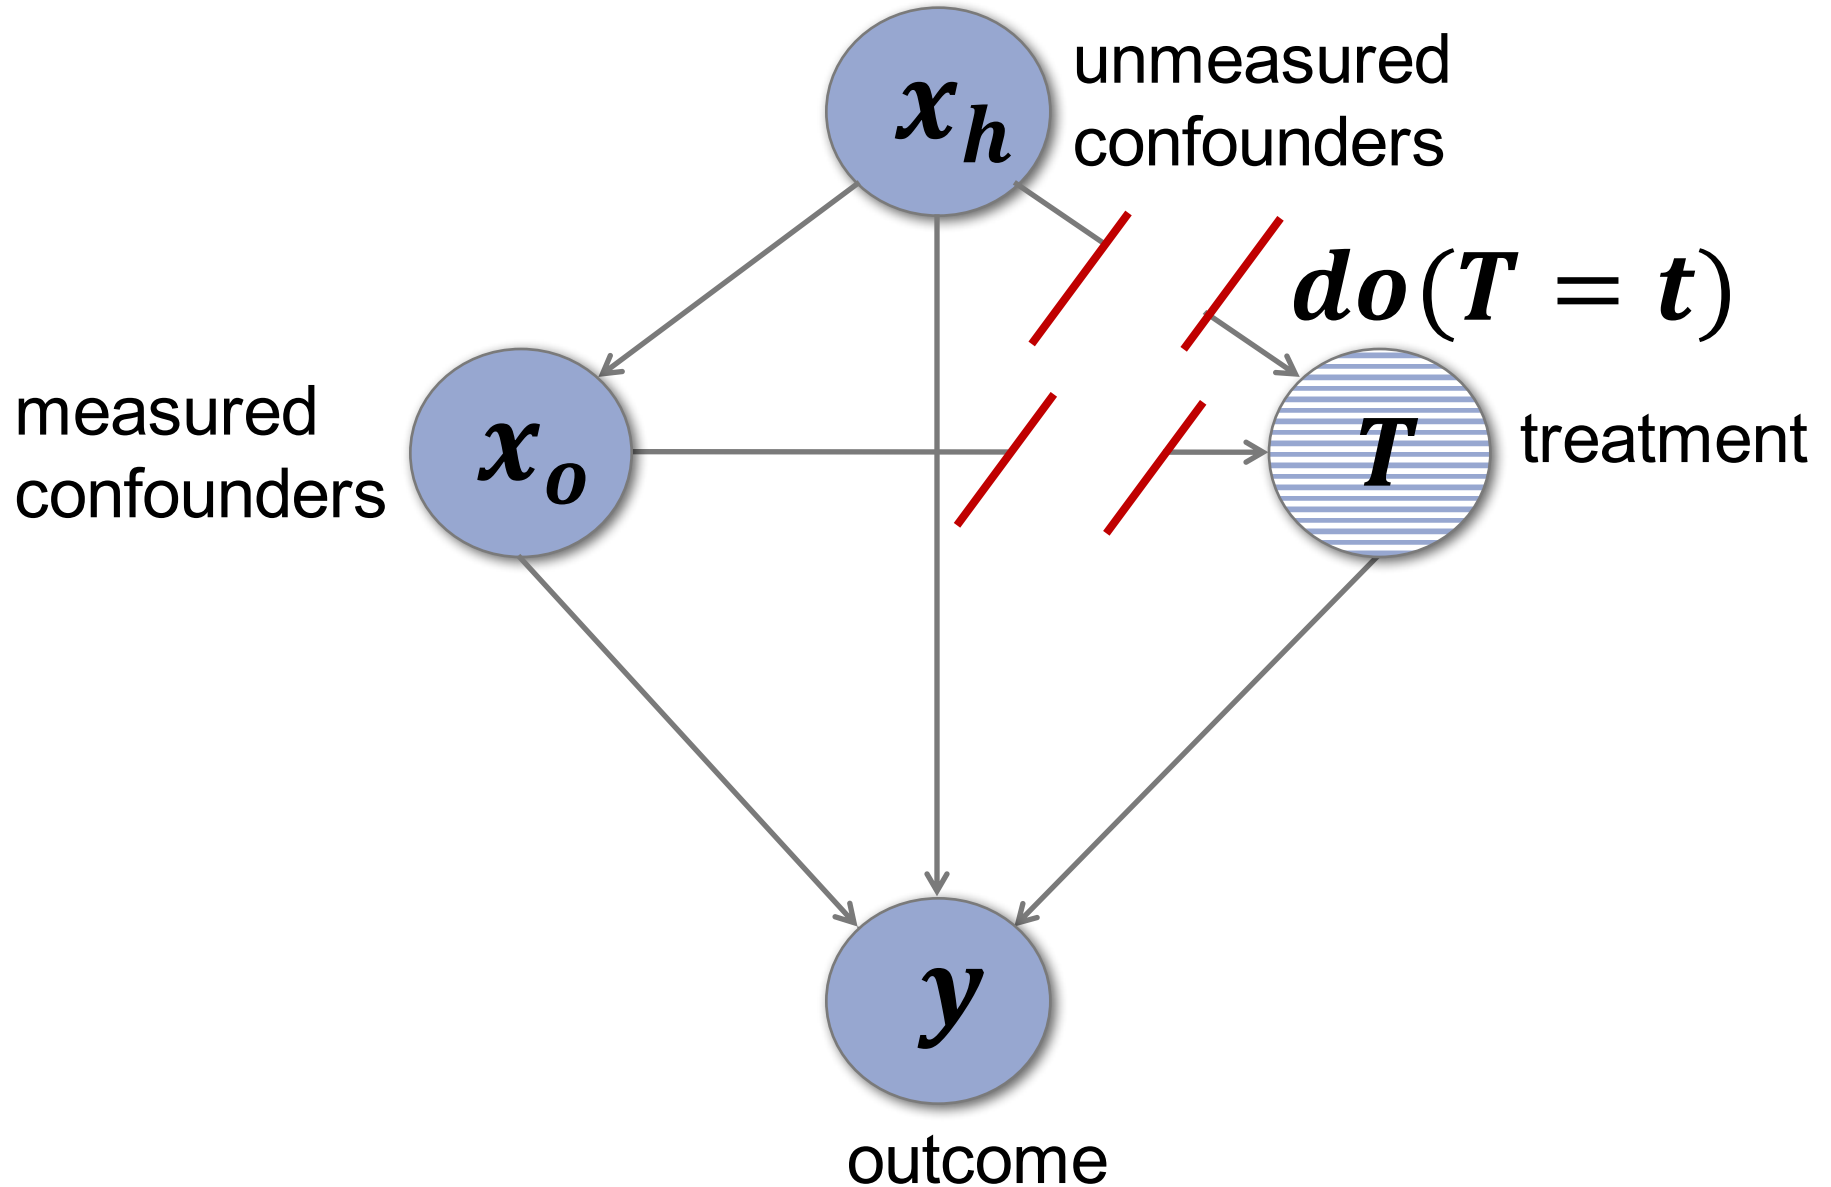 x_h
unmeasured
confounders
do(T = t)
measured
confounders
x_o
T
treatment
y
outcome